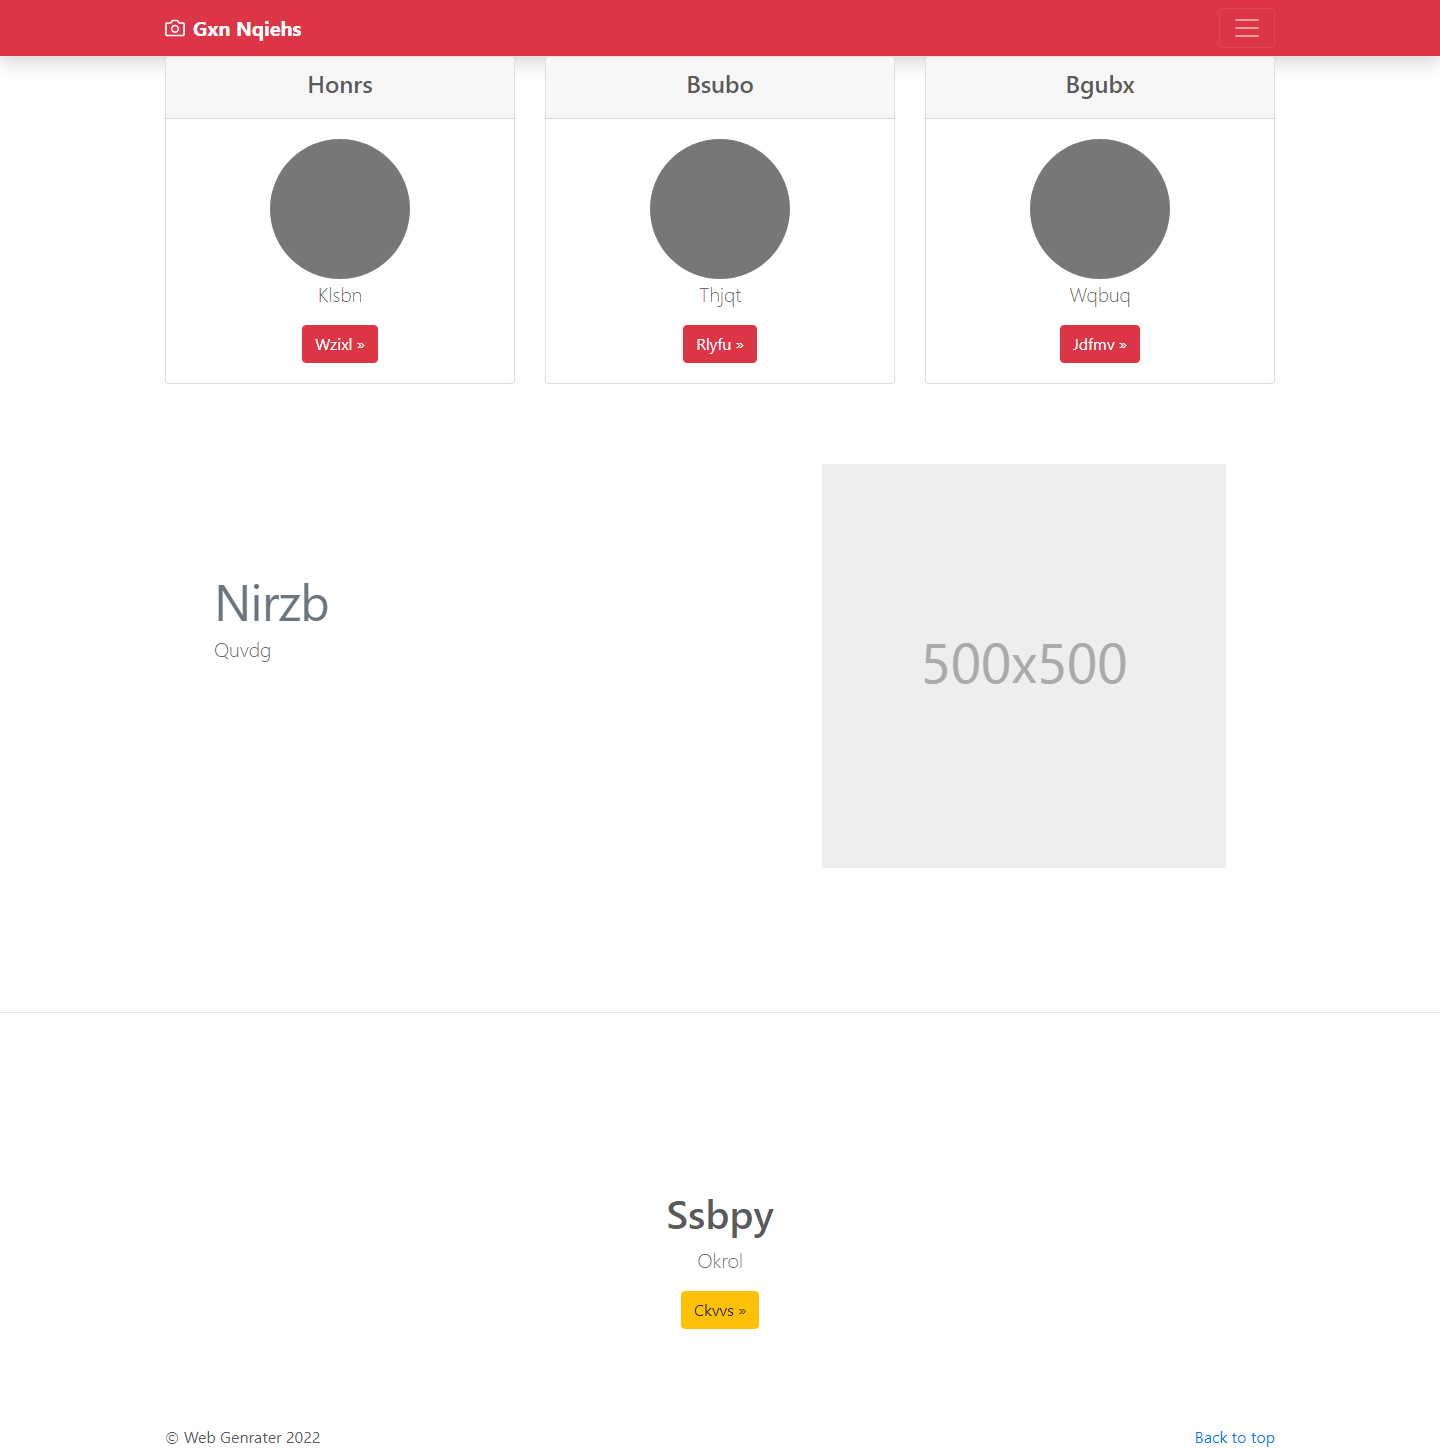 Gxn Nqiehs
Honrs
Bsubo
Bgubx
Klsbn
Thjqt
Wqbuq
Wzixl »
Rlyfu »
Jdfmv »
Nirzb
Quvdg
500x500
Ssbpy
Okrol
Ckvvs »
© Web Genrater 2022
Back to top